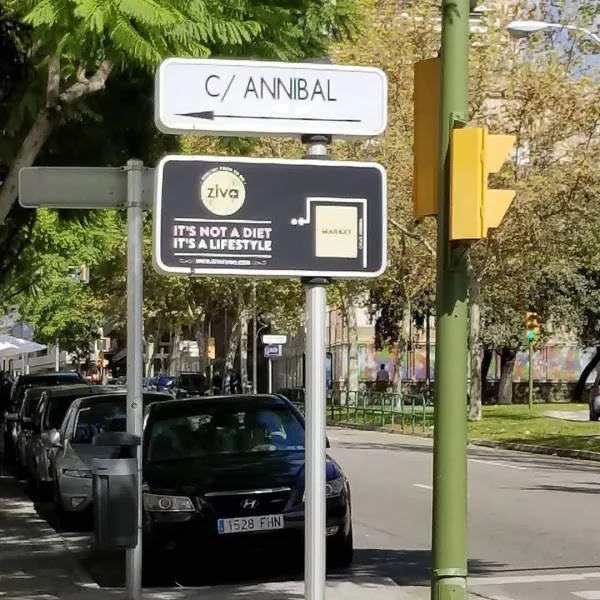 C/ ANNIBAL
ziva
IT'S NOT A DIET
IT'S A LIFESTYLE
MARKET
1528 FHN